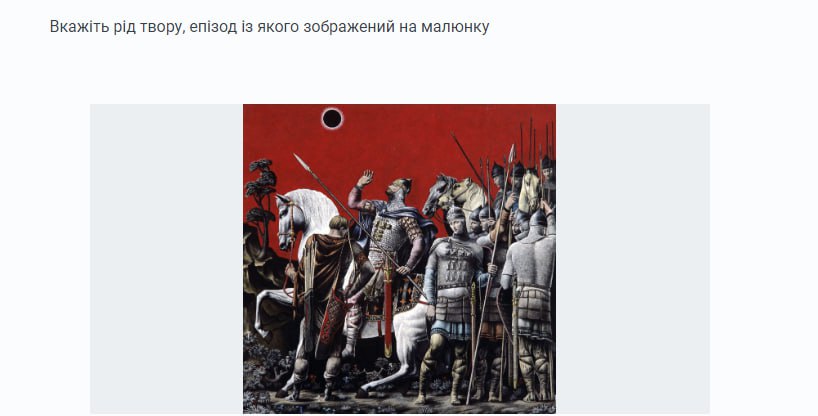 Вкажіть рід твору, епізод із якого зображений на малюнку